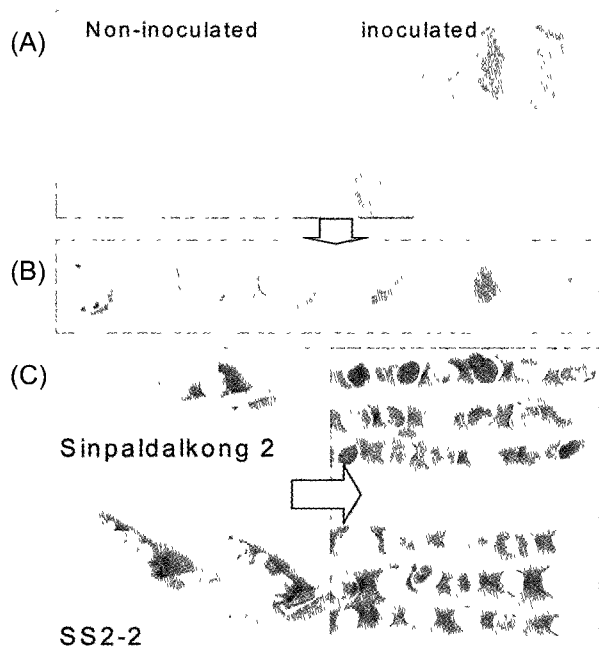 (A) Non-inoculated inoculated
(B)
(C)
Sinpaldalkong 2
SS2-2